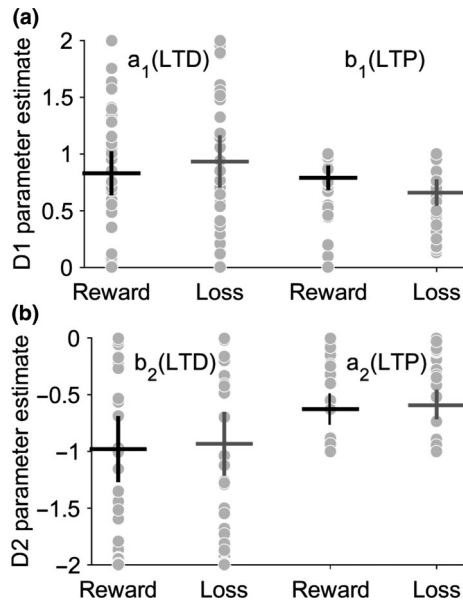 (a)
D1 parameter estimate
2
1.5
1
0.5
0
a1(LTD)
b1(LTP)
Reward Loss Reward Loss
(b)
D2 parameter estimate
0
−0.5
−1
−1.5
−2
b2(LTD)
a2(LTP)
Reward Loss Reward Loss